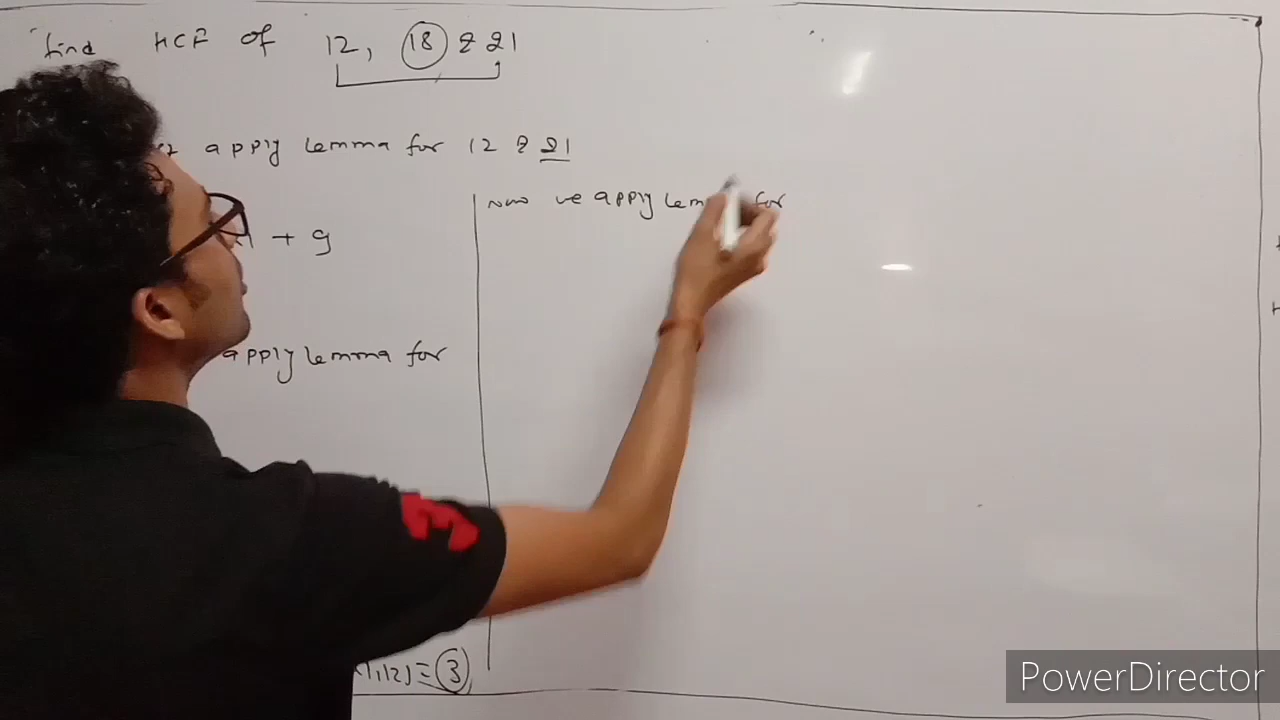 find HCF of 12, 18 & 21
apply lemma for 12 & 21
+ 9
now we apply lemma for
apply lemma for
,12) = 3
PowerDirector